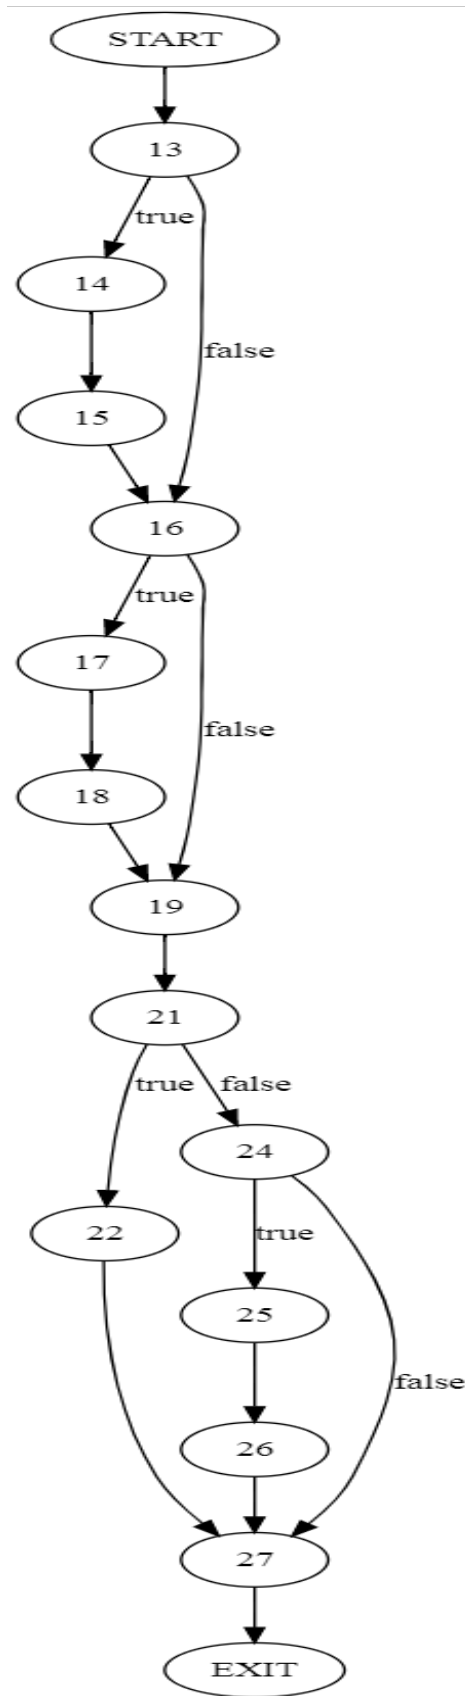 START
13
true
14
false
15
16
true
17
false
18
19
21
true false
24
22
true
25
false
26
27
EXIT